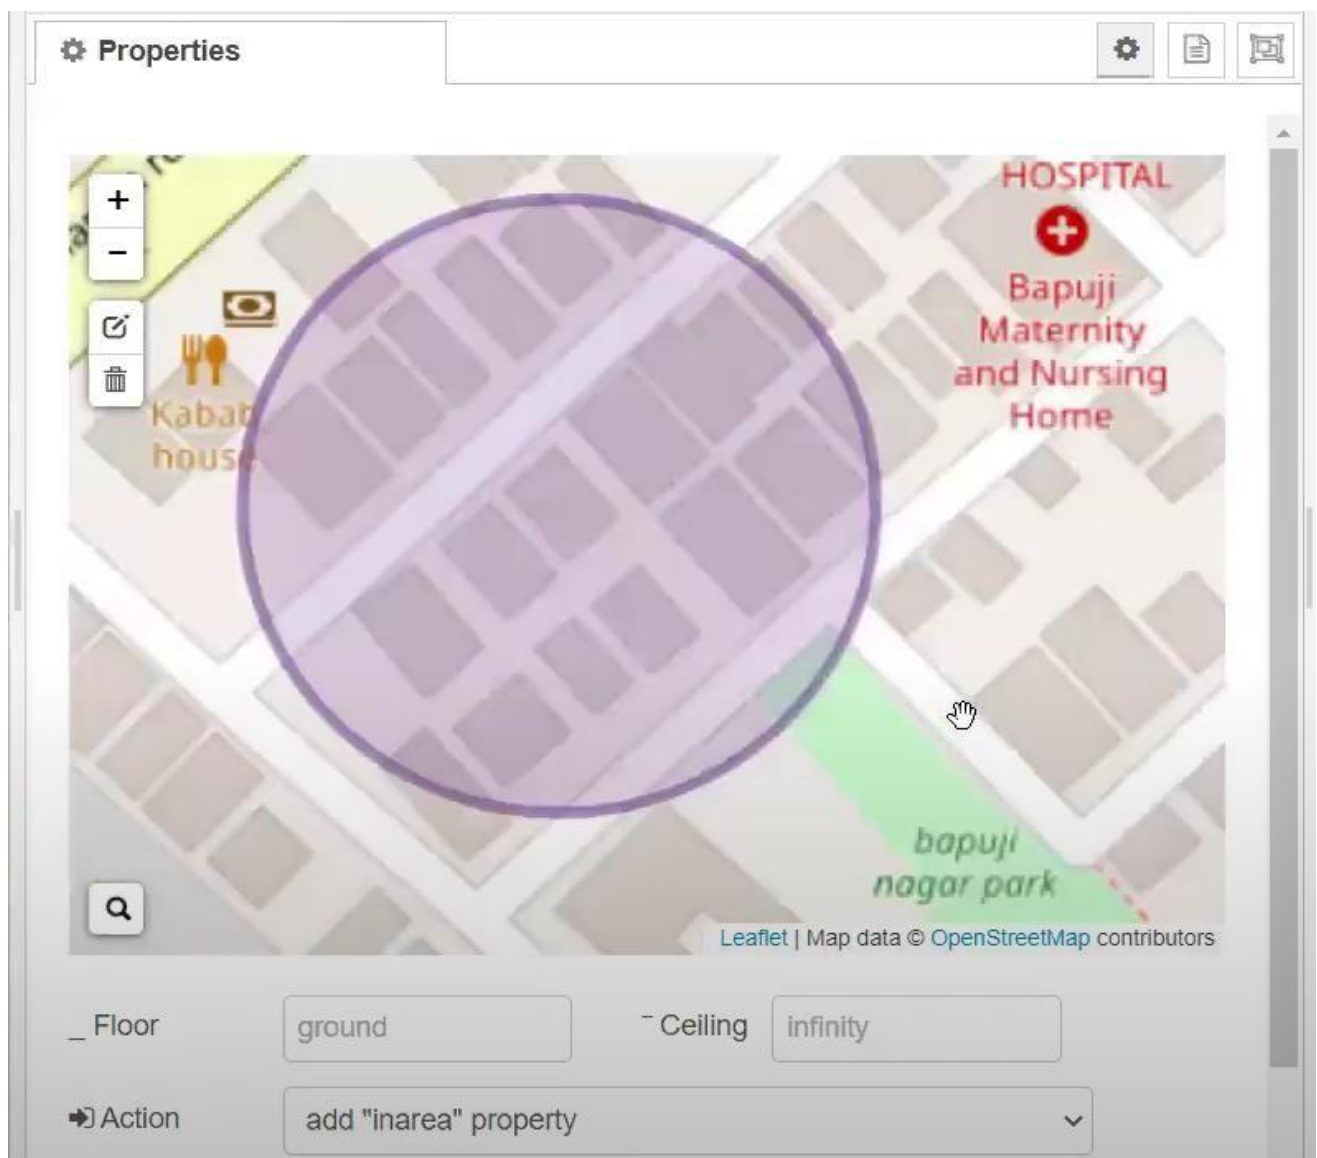 Properties
+
−
HOSPITAL
Bapuji
Maternity
and Nursing
Home
Kabab
house
bapuji
nagar park
Leaflet | Map data © OpenStreetMap contributors
_ Floor
ground
‾ Ceiling
infinity
Action
add "inarea" property